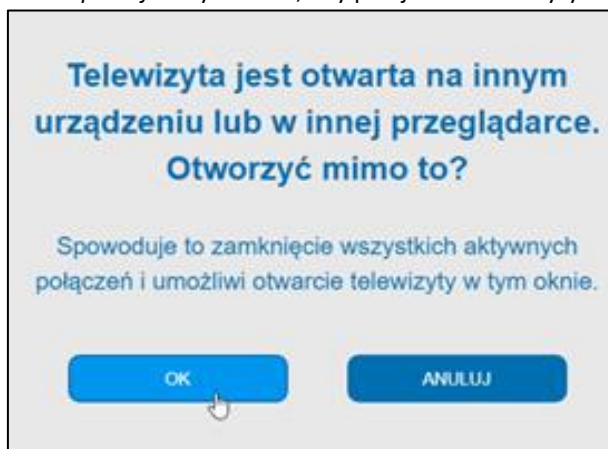 Telewizyta jest otwarta na innym
urządzeniu lub w innej przeglądarce.
Otworzyć mimo to?
Spowoduje to zamknięcie wszystkich aktywnych
połączeń i umożliwi otwarcie telewizyty w tym oknie.
OK
ANULUJ